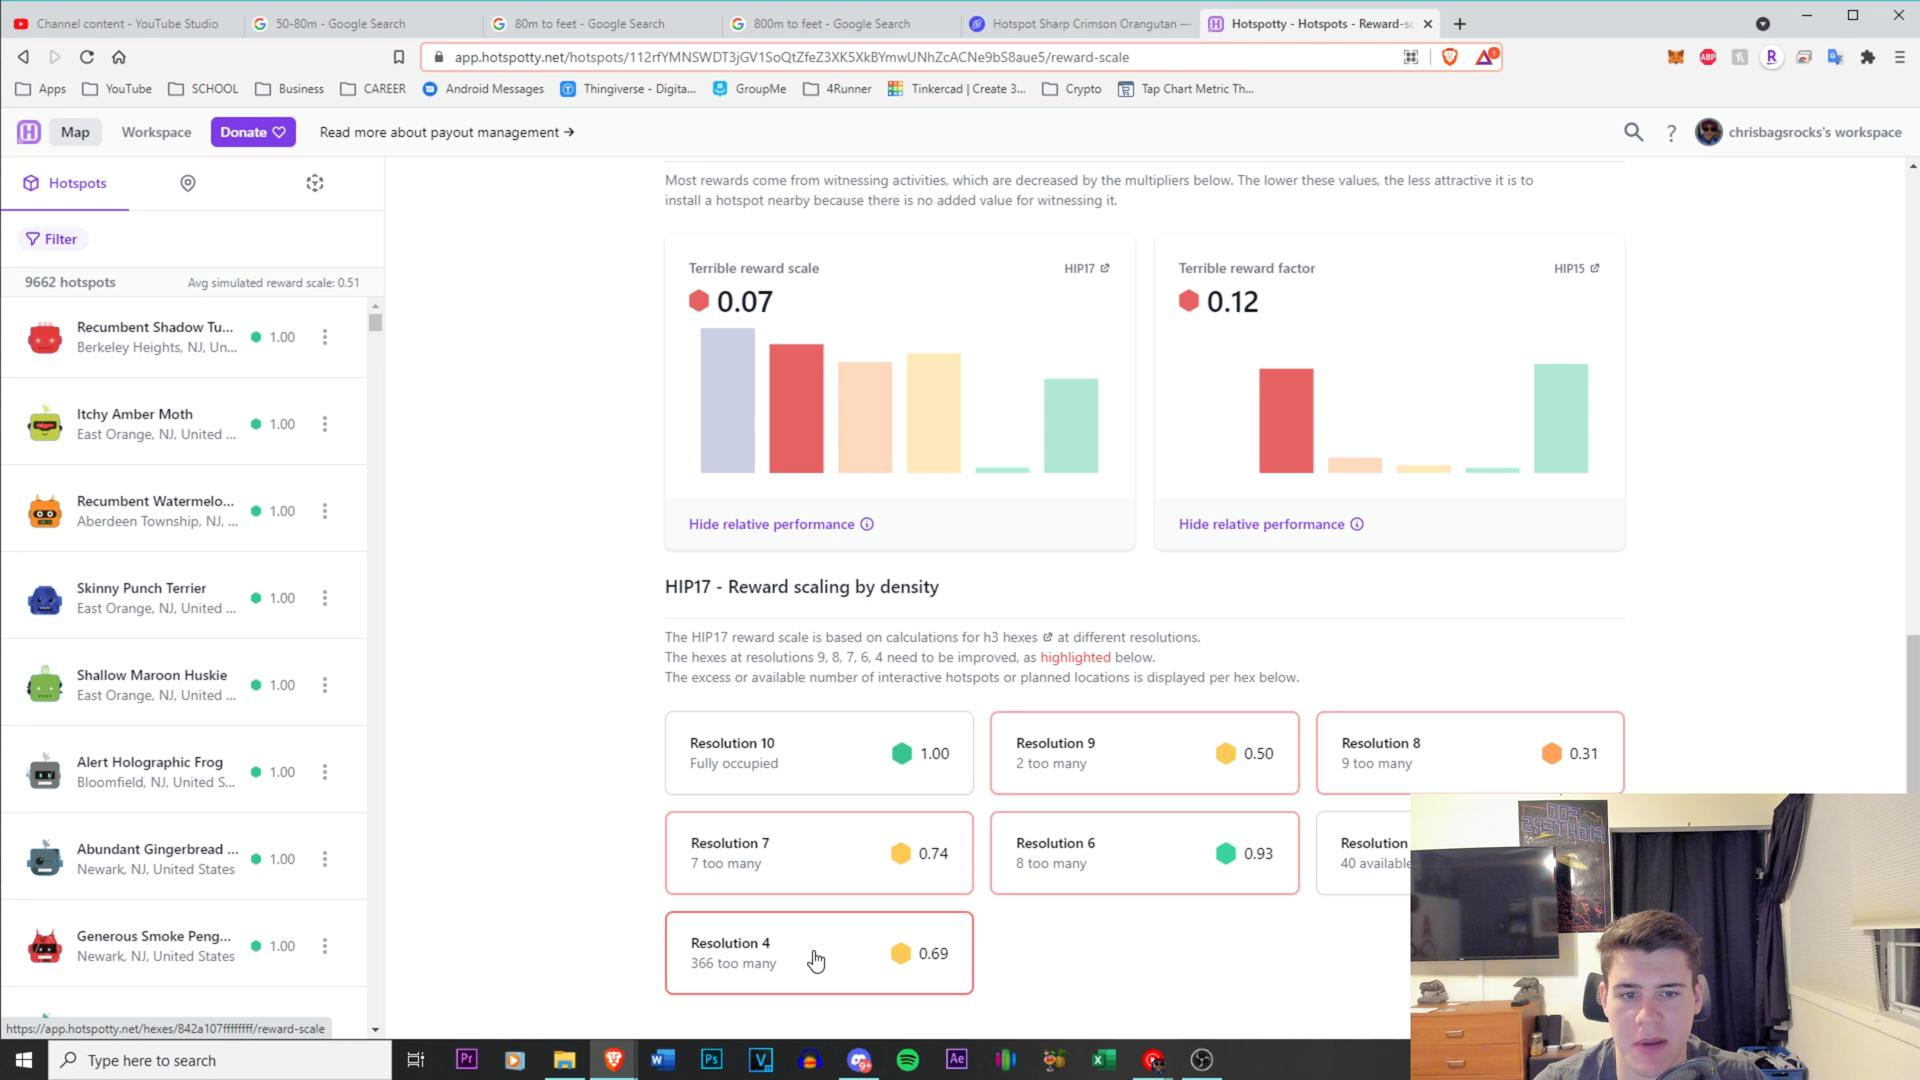 Channel content - YouTube Studio
50-80m - Google Search
80m to feet - Google Search
800m to feet - Google Search
Hotspot Sharp Crimson Orangutan —
Hotspotty - Hotspots - Reward-sc
app.hotspotty.net/hotspots/112rfYMNSWDT3jGV1SoQtZfeZ3XK5XkBYmwUNhZcACNe9bS8aue5/reward-scale
Apps
YouTube
SCHOOL
Business
CAREER
Android Messages
Thingiverse - Digita...
GroupMe
4Runner
Tinkercad | Create 3...
Crypto
Tap Chart Metric Th...
Map
Workspace
Donate
Read more about payout management →
?
chrisbagsrocks's workspace
Hotspots
Filter
9662 hotspots
Avg simulated reward scale: 0.51
Recumbent Shadow Tu...
Berkeley Heights, NJ, Un...
1.00
Itchy Amber Moth
East Orange, NJ, United ...
1.00
Recumbent Watermelo...
Aberdeen Township, NJ, ...
1.00
Skinny Punch Terrier
East Orange, NJ, United ...
1.00
Shallow Maroon Huskie
East Orange, NJ, United ...
1.00
Alert Holographic Frog
Bloomfield, NJ, United S...
1.00
Abundant Gingerbread ...
Newark, NJ, United States
1.00
Generous Smoke Peng...
Newark, NJ, United States
1.00
Most rewards come from witnessing activities, which are decreased by the multipliers below. The lower these values, the less attractive it is to
install a hotspot nearby because there is no added value for witnessing it.
Terrible reward scale
HIP17
0.07
Hide relative performance
Terrible reward factor
HIP15
0.12
Hide relative performance
HIP17 - Reward scaling by density
The HIP17 reward scale is based on calculations for h3 hexes at different resolutions.
The hexes at resolutions 9, 8, 7, 6, 4 need to be improved, as highlighted below.
The excess or available number of interactive hotspots or planned locations is displayed per hex below.
Resolution 10
Fully occupied
1.00
Resolution 9
2 too many
0.50
Resolution 8
9 too many
0.31
Resolution 7
7 too many
0.74
Resolution 6
8 too many
0.93
Resolution
40 available
Resolution 4
366 too many
0.69
FOO
FIGHTERS
https://app.hotspotty.net/hexes/842a107ffffffff/reward-scale
Type here to search